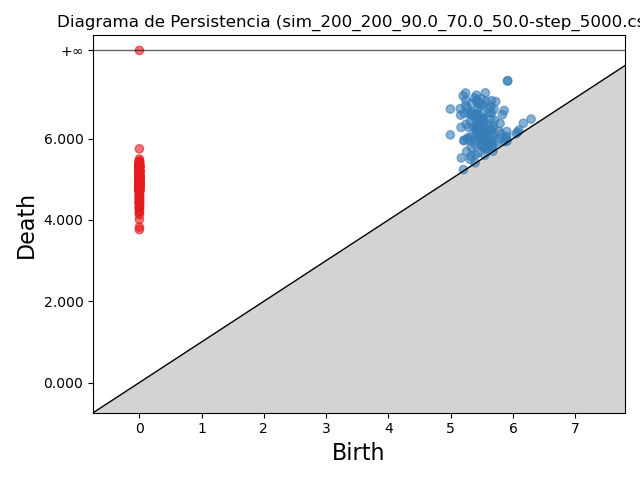 Diagrama de Persistencia (sim_200_200_90.0_70.0_50.0-step_5000.cs
+∞
6.000
4.000
2.000
0.000
Death
0 1 2 3 4 5 6 7
Birth